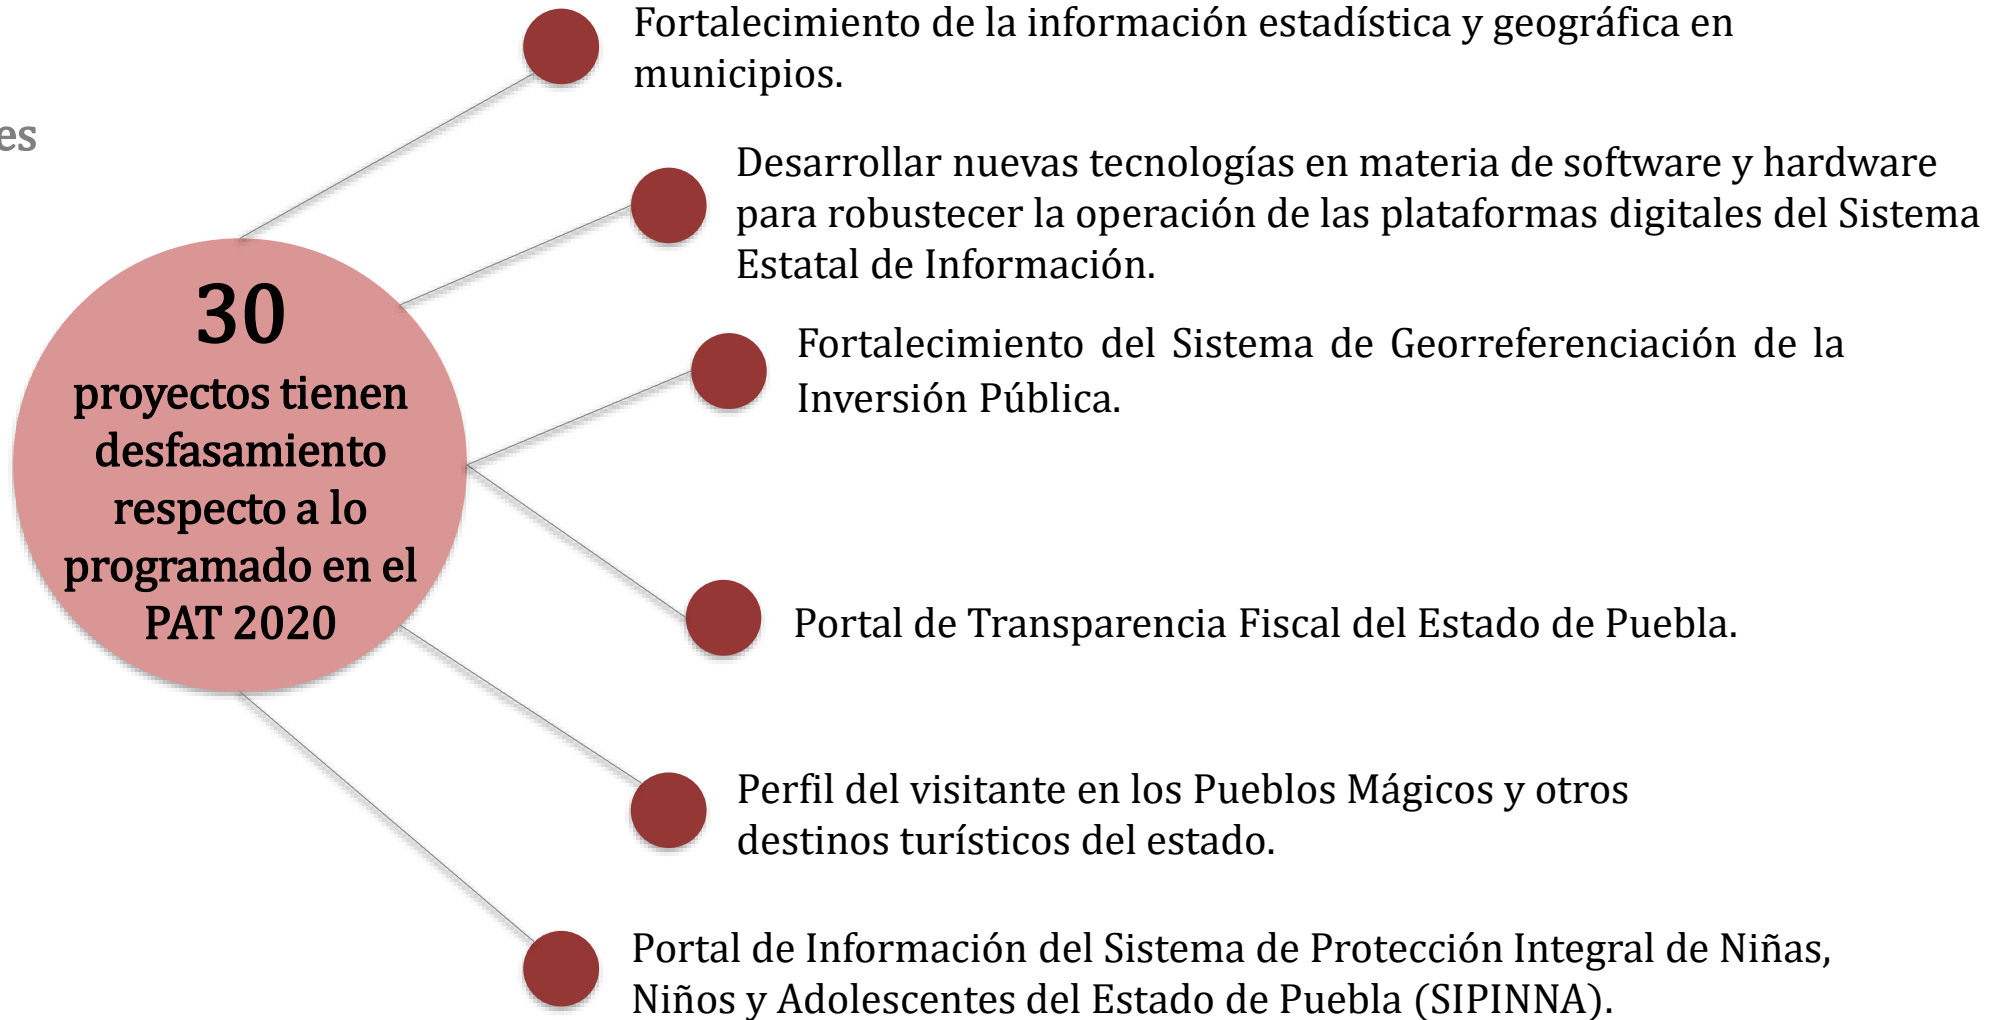 Fortalecimiento de la información estadística y geográfica en
municipios.
es
Desarrollar nuevas tecnologías en materia de software y hardware
para robustecer la operación de las plataformas digitales del Sistema
Estatal de Información.
30
proyectos tienen
desfasamiento
respecto a lo
programado en el
PAT 2020
Fortalecimiento del Sistema de Georreferenciación de la
Inversión Pública.
Portal de Transparencia Fiscal del Estado de Puebla.
Perfil del visitante en los Pueblos Mágicos y otros
destinos turísticos del estado.
Portal de Información del Sistema de Protección Integral de Niñas,
Niños y Adolescentes del Estado de Puebla (SIPINNA).